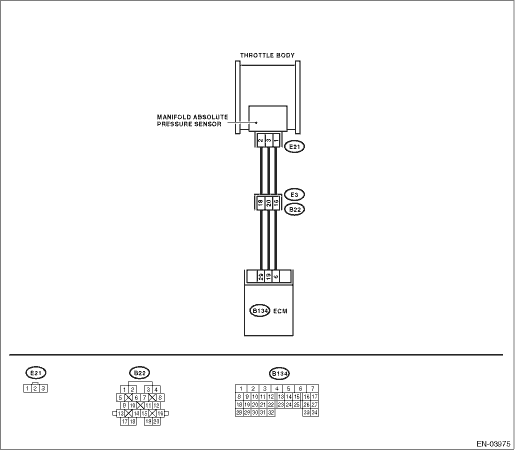 THROTTLE BODY
MANIFOLD ABSOLUTE
PRESSURE SENSOR
2 3 1
E21
E3
18 20 16
B22
29 19 6
B134 ECM
E21
1 2 3
B22
1 2 3 4
5 6 7 8
9 10 11 12
13 14 15 16
17 18 19 20
B134
1 2 3 4 5 6 7
8 9 10 11 12 13 14 15 16 17
18 19 20 21 22 23 24 25 26 27
28 29 30 31 32 33 34
EN-03975